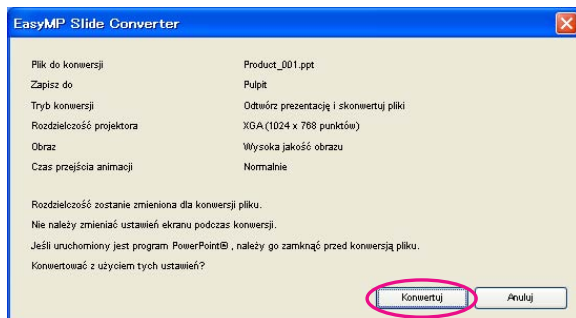 EasyMP Slide Converter
Plik do konwersji Product_001.ppt
Zapisz do Pulpit
Tryb konwersji Odtwórz prezentację i skonwertuj pliki
Rozdzielczość projektora XGA (1024 x 768 punktów)
Obraz Wysoka jakość obrazu
Czas przejścia animacji Normalnie
Rozdzielczość zostanie zmieniona dla konwersji pliku.
Nie należy zmieniać ustawień ekranu podczas konwersji.
Jeśli uruchomiony jest program PowerPoint® , należy go zamknąć przed konwersją pliku.
Konwertować z użyciem tych ustawień?
Konwertuj Anuluj